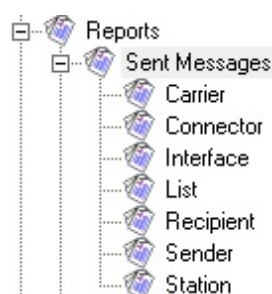 Reports
Sent Messages
Carrier
Connector
Interface
List
Recipient
Sender
Station